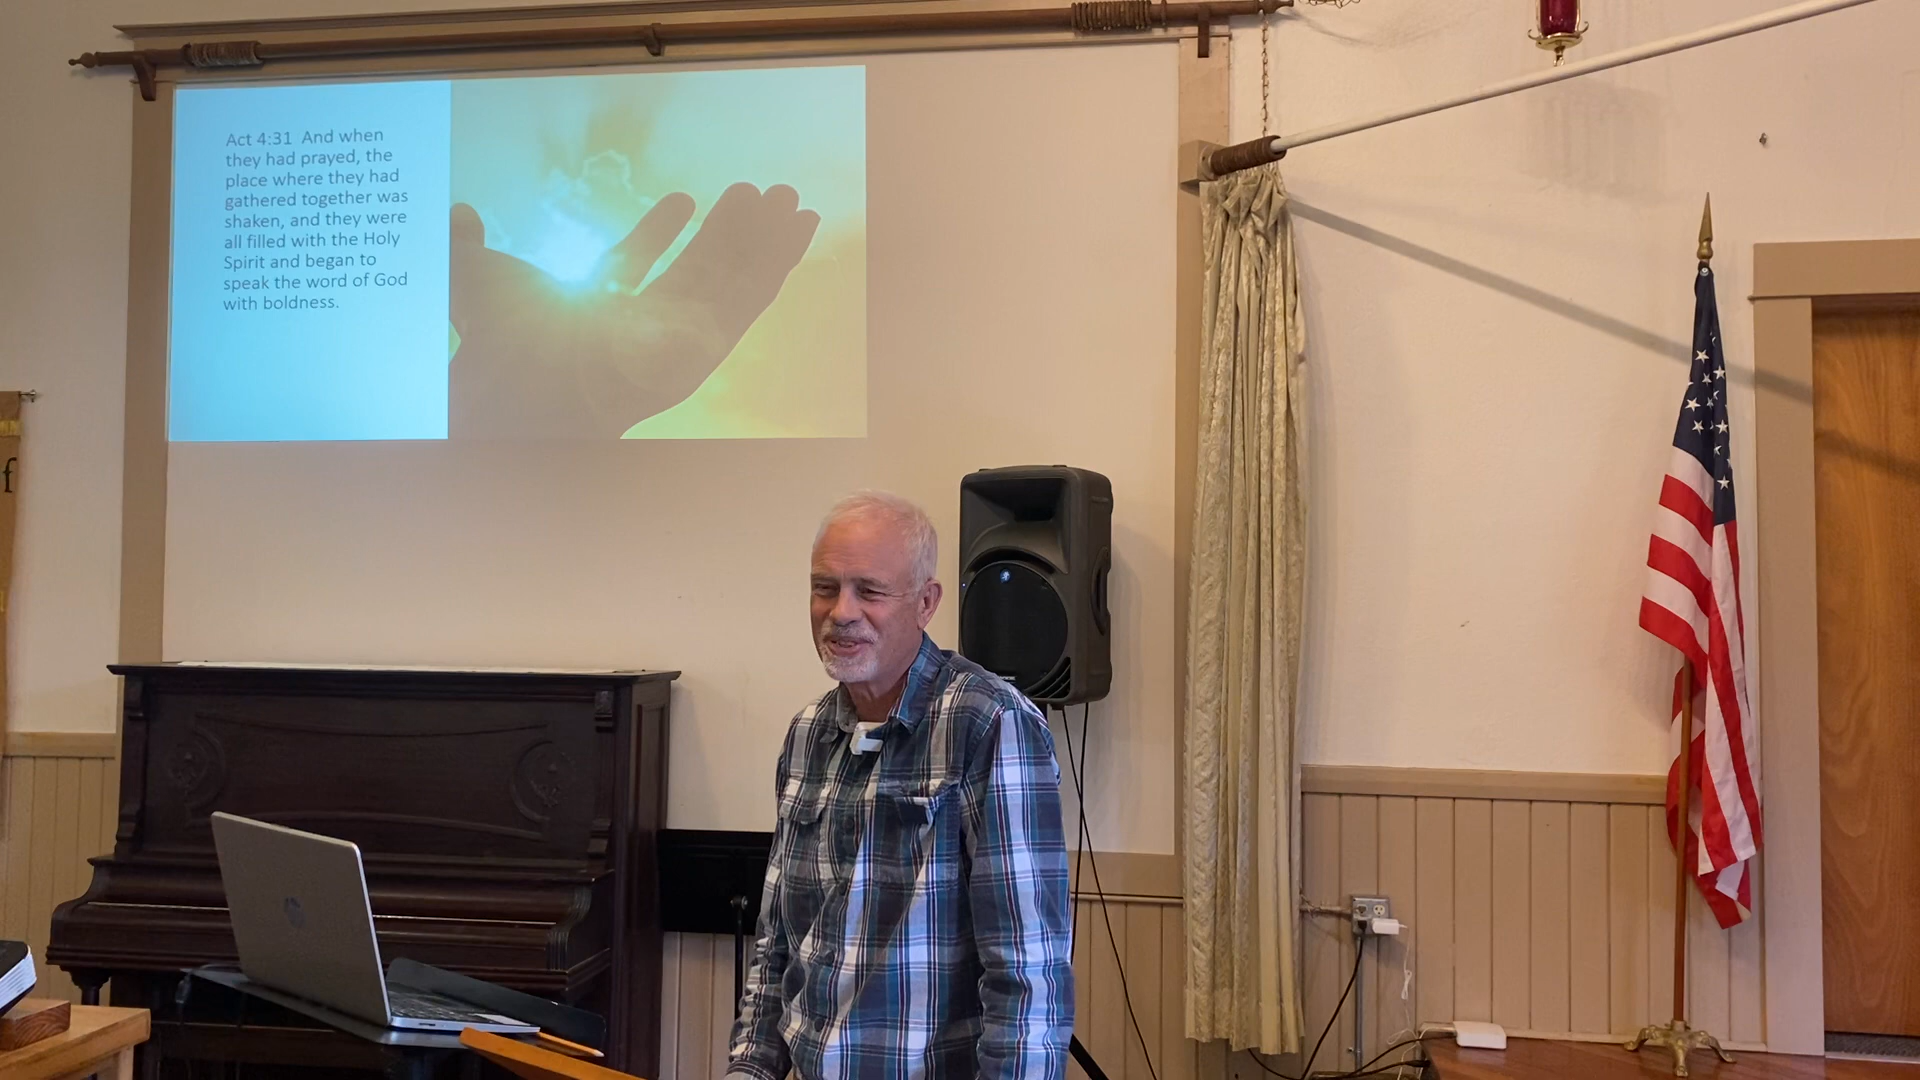 Act 4:31 And when
they had prayed, the
place where they had
gathered together was
shaken, and they were
all filled with the Holy
Spirit and began to
speak the word of God
with boldness.
f
hp